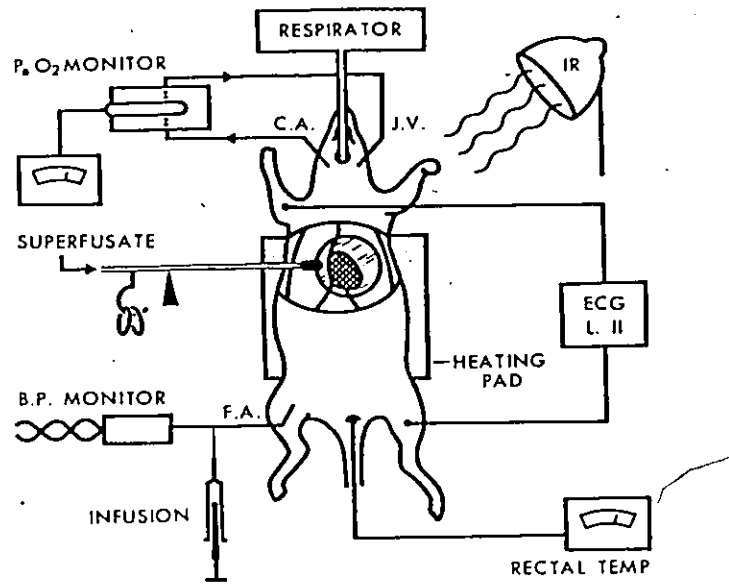 RESPIRATOR
IR
PₐO₂ MONITOR
C.A.
J.V.
SUPERFUSATE
ECG
L. II
HEATING
PAD
B.P. MONITOR
F.A.
INFUSION
RECTAL TEMP